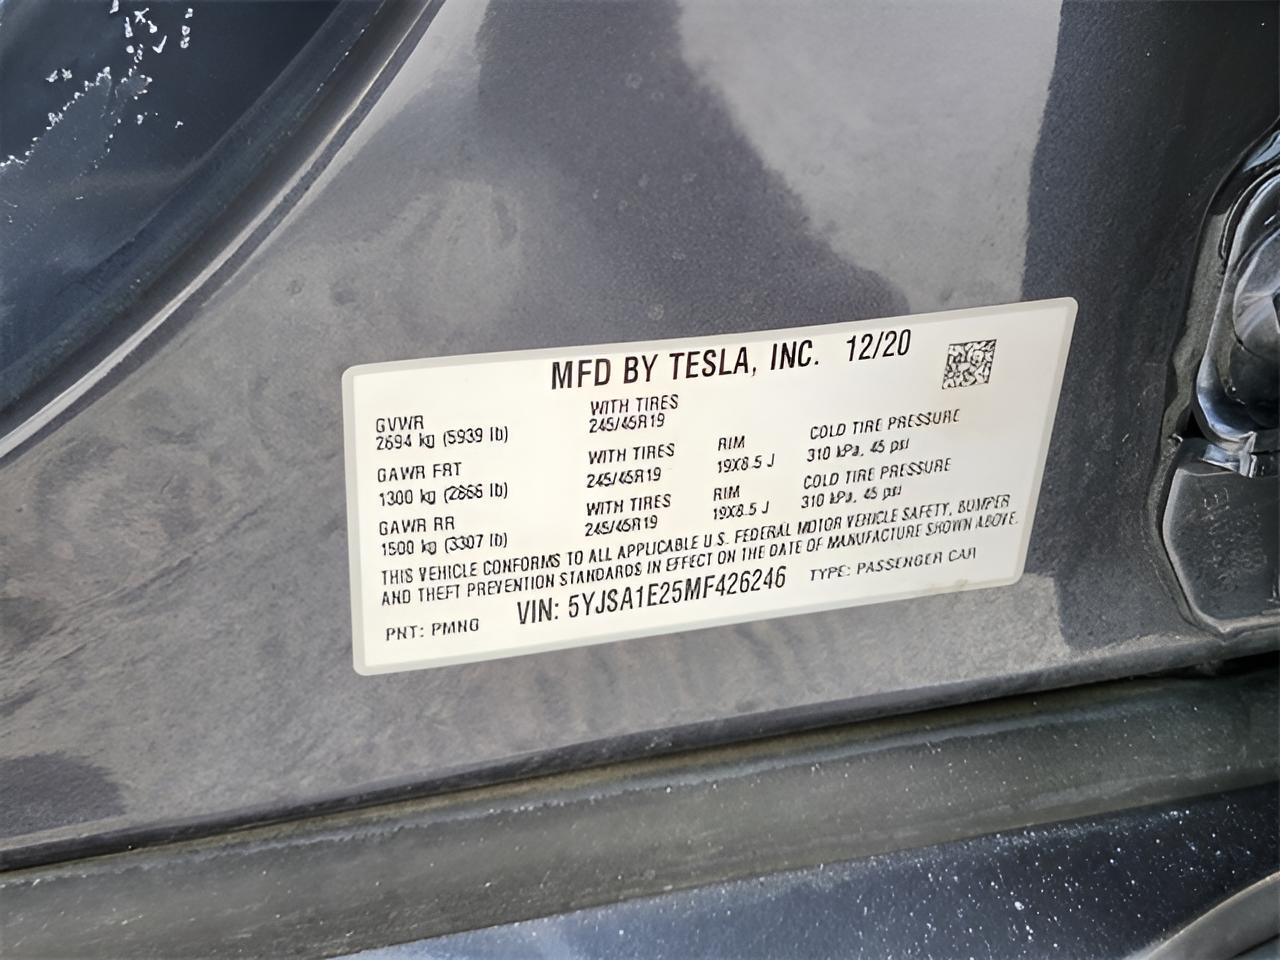 MFD BY TESLA, INC. 12/20
GVWR
2694 kg (5939 lb)
WITH TIRES
245/45R19
GAWR FRT
1300 kg (2866 lb)
WITH TIRES
245/45R19
RIM
19X8.5 J
COLD TIRE PRESSURE
310 kPa, 45 psi
GAWR RR
1500 kg (3307 lb)
WITH TIRES
245/45R19
RIM
19X8.5 J
COLD TIRE PRESSURE
310 kPa, 45 psi
THIS VEHICLE CONFORMS TO ALL APPLICABLE U.S. FEDERAL MOTOR VEHICLE SAFETY, BUMPER
AND THEFT PREVENTION STANDARDS IN EFFECT ON THE DATE OF MANUFACTURE SHOWN ABOVE.
PNT: PMNG
VIN: 5YJSA1E25MF426246
TYPE: PASSENGER CAR